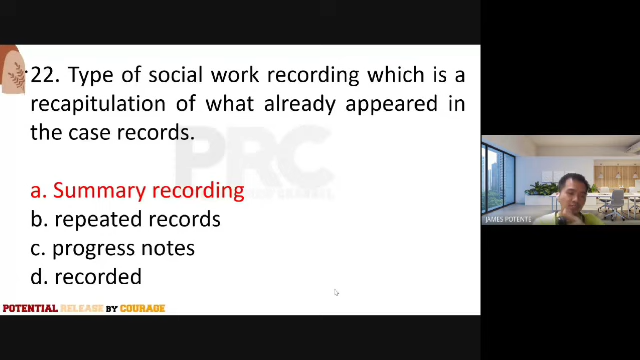 22. Type of social work recording which is a
recapitulation of what already appeared in
the case records.
PRC
a. Summary recording
b. repeated records
c. progress notes
d. recorded
POTENTIAL RELEASE BY COURAGE
JAMES POTENTE